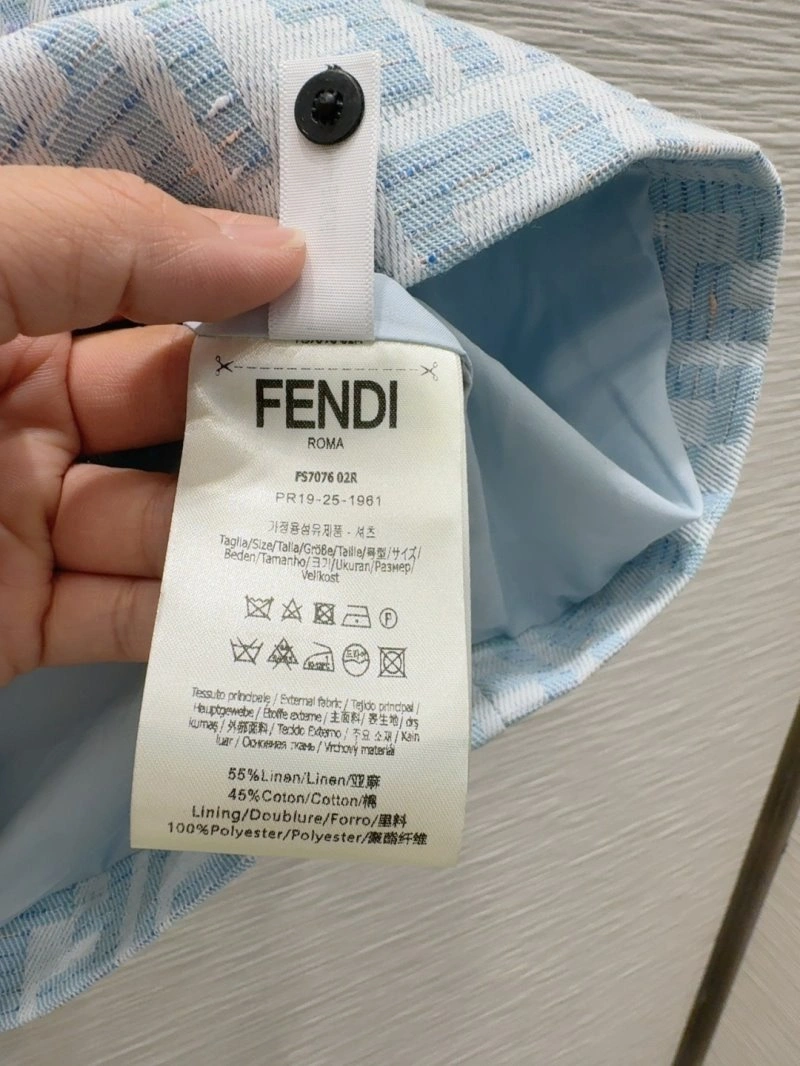 FS7076 02R
FENDI
ROMA
FS7076 02R
PR19-25-1961
가정용섬유제품 - 셔츠
Taglia/Size/Talla/Größe/Taille/号型/サイズ/
Beden/Tamanho/크기/Ukuran/Размер/
Velikost
P
Tessuto principale / External fabric / Tejido principal /
Hauptgewebe / Etoffe externe / 主面料/ 表生地/ dış
kumaş / 外部面料 / Tecido Externo / 주요 소재 / Kain
luar / Основная ткань / Vrchový materiál
55%Linen/Linen/亚麻
45%Coton/Cotton/棉
Lining/Doublure/Forro/里料
100%Polyester/Polyester/聚酯纤维